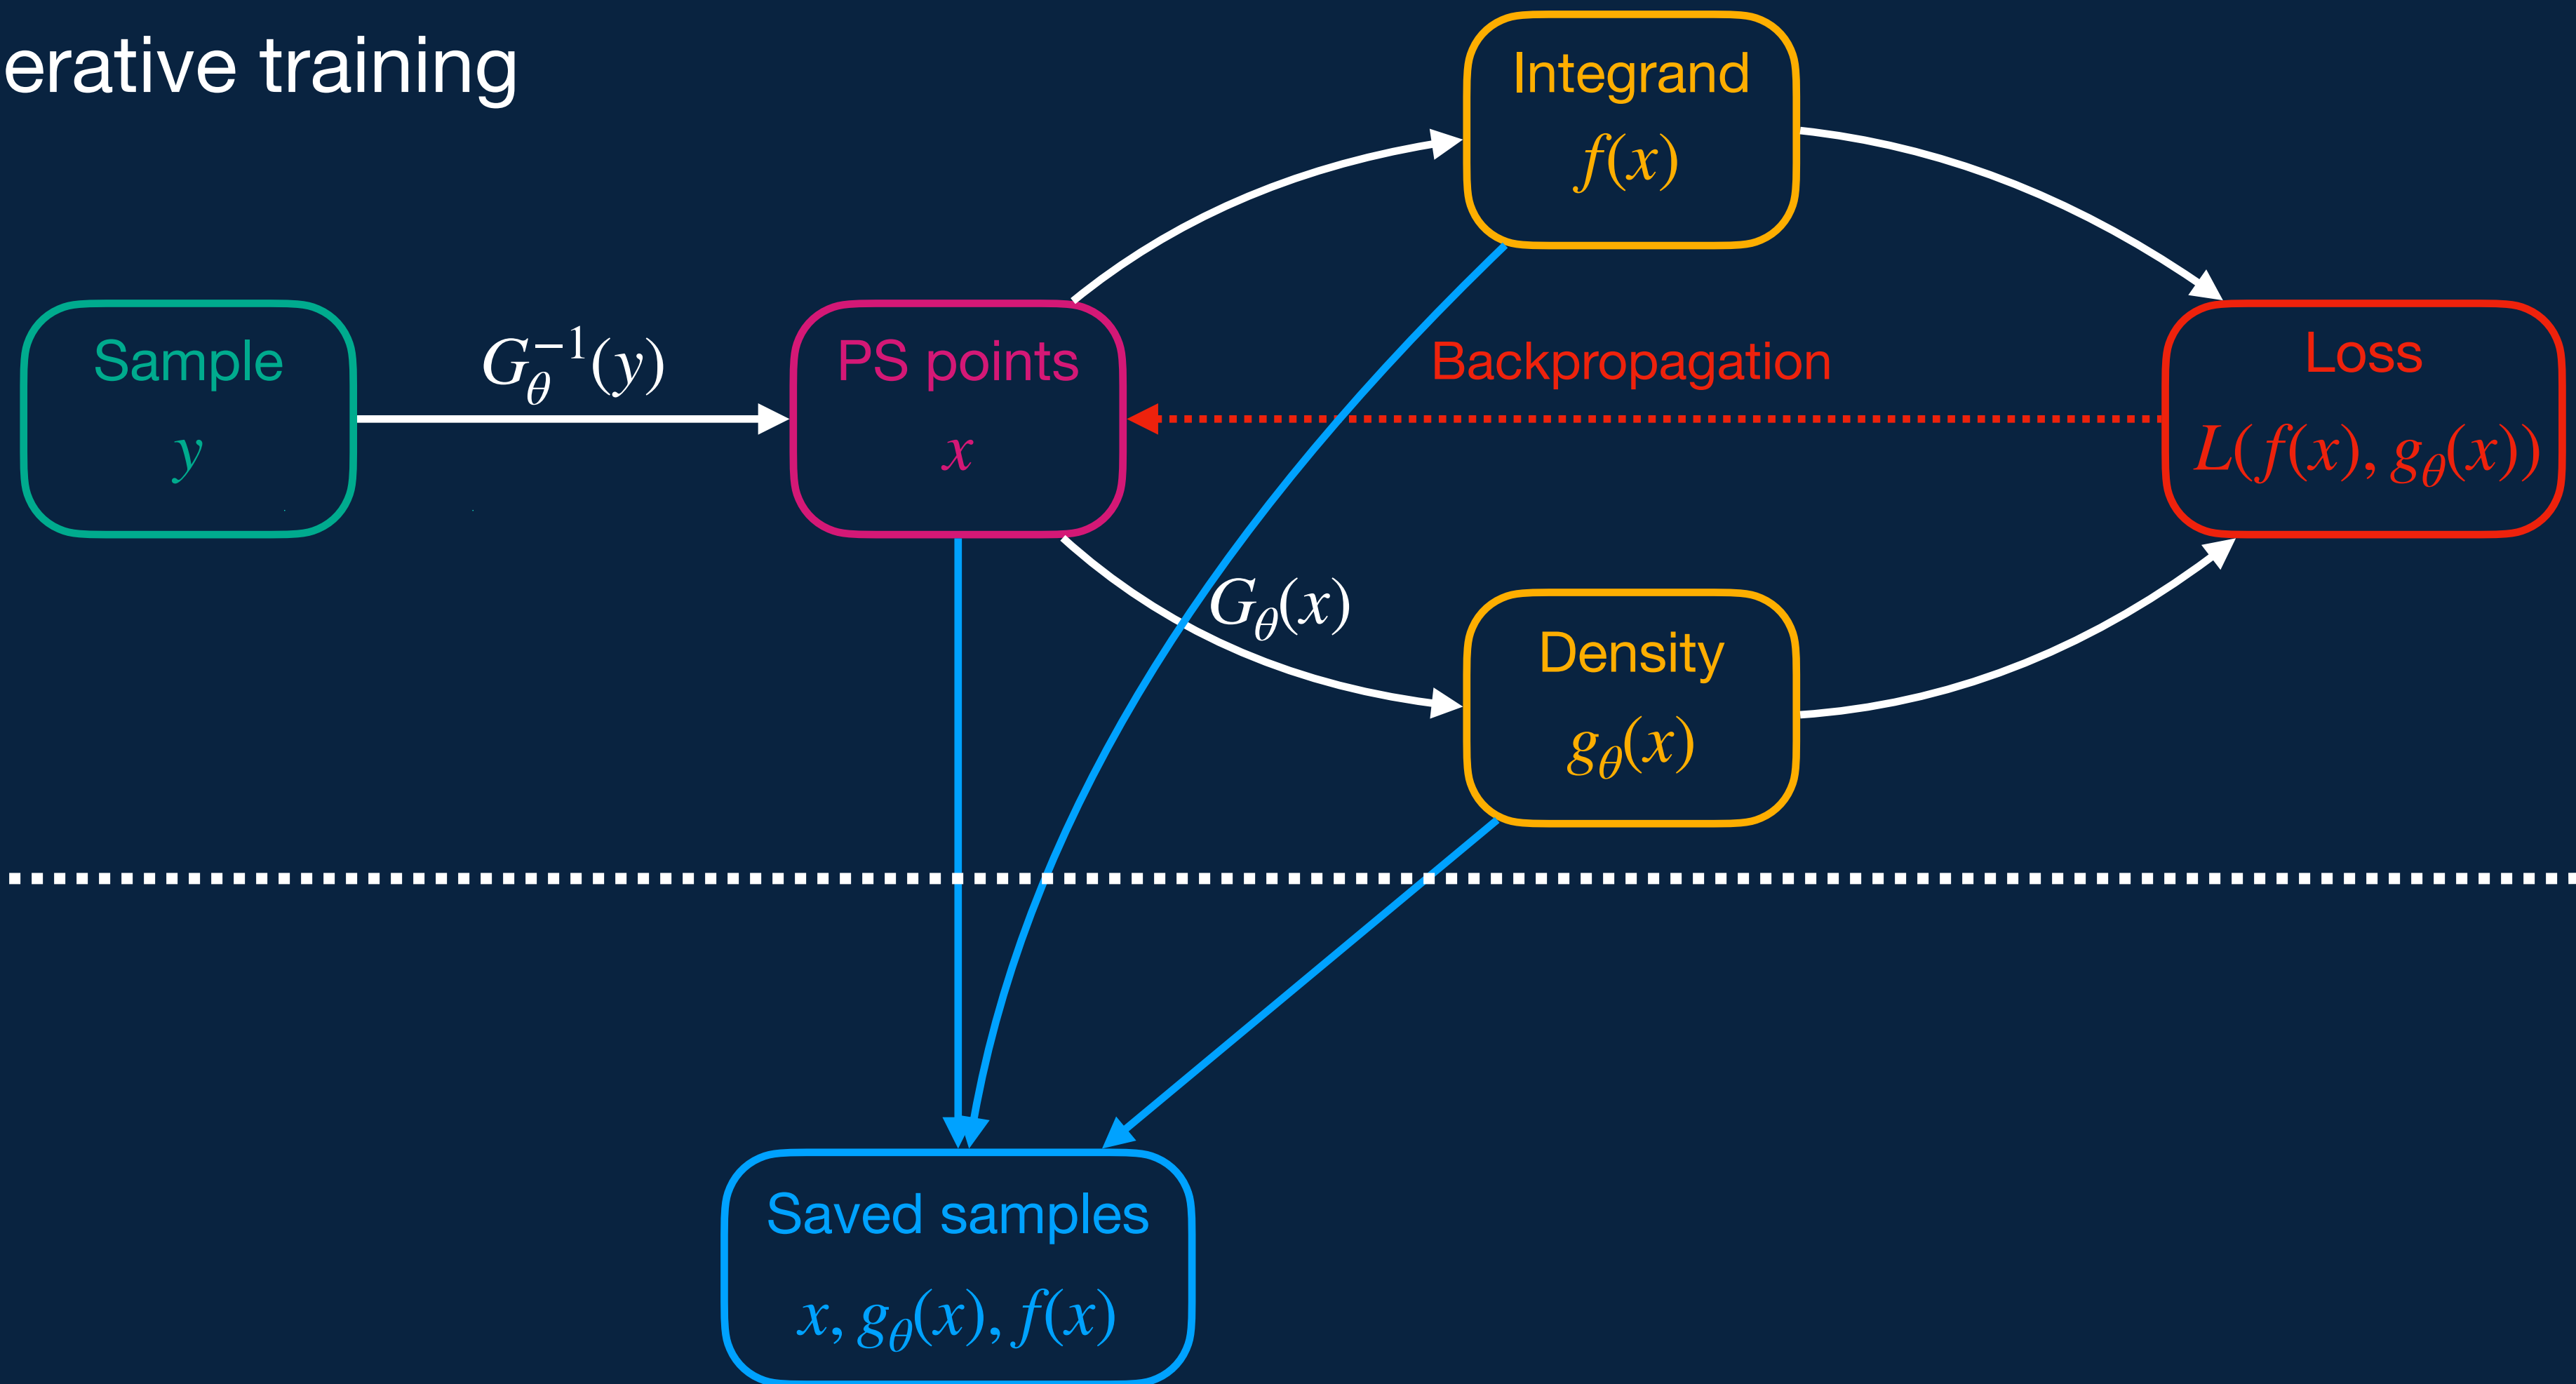 erative training
Integrand
f(x)
Sample
y
G_θ^{-1}(y)
PS points
x
Backpropagation
Loss
L(f(x), g_θ(x))
G_θ(x)
Density
g_θ(x)
Saved samples
x, g_θ(x), f(x)